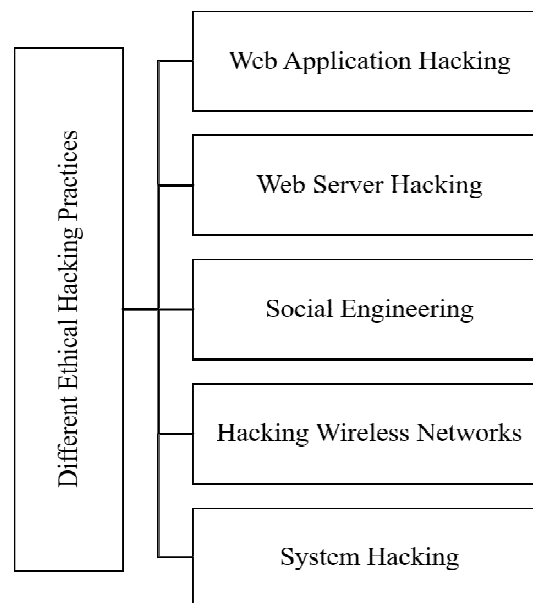 Different Ethical Hacking Practices
Web Application Hacking
Web Server Hacking
Social Engineering
Hacking Wireless Networks
System Hacking